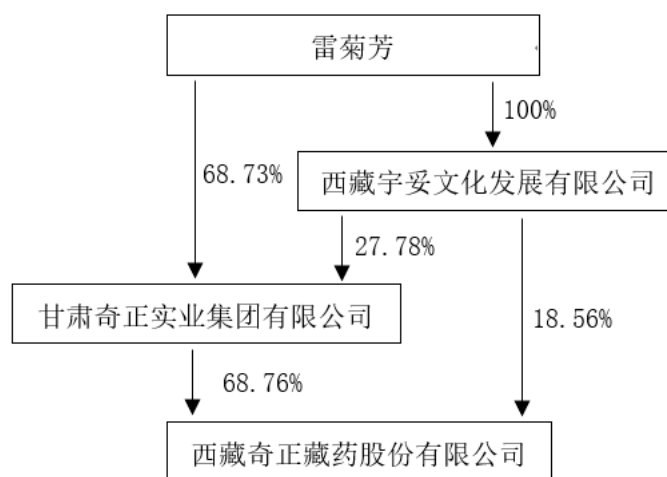 雷菊芳
100%
68.73%
西藏宇妥文化发展有限公司
27.78%
甘肃奇正实业集团有限公司
18.56%
68.76%
西藏奇正藏药股份有限公司